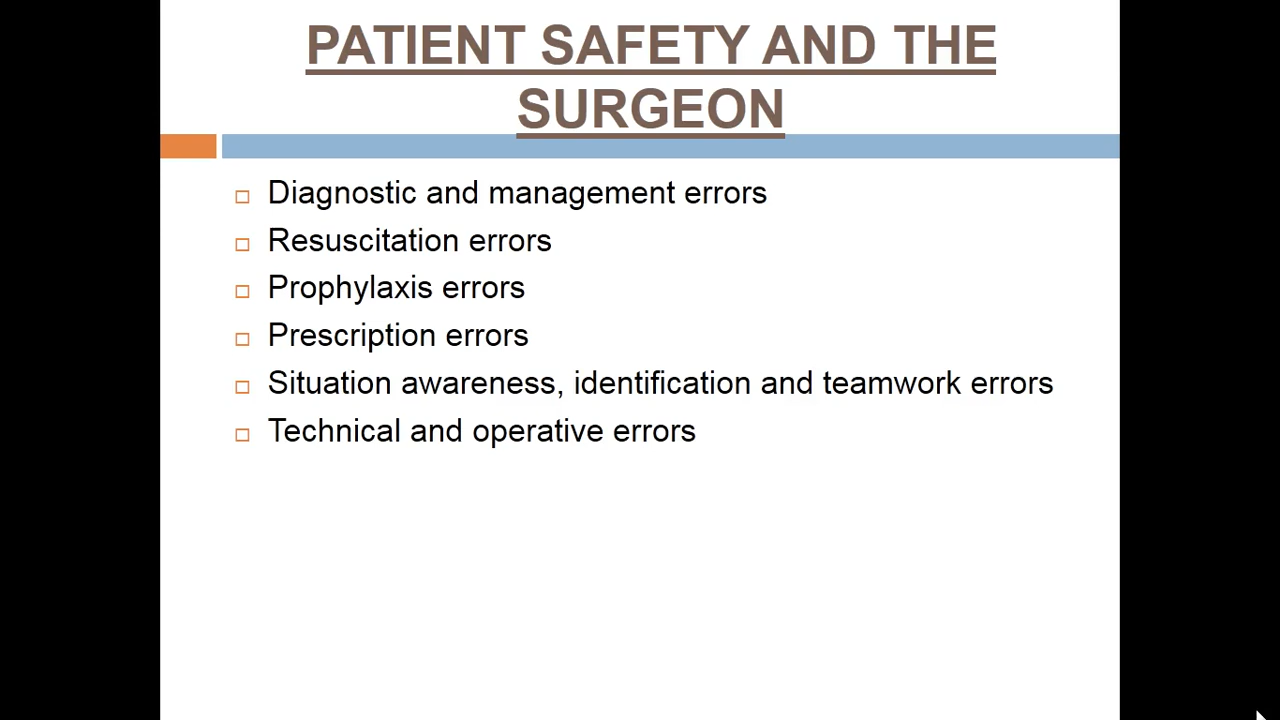 PATIENT SAFETY AND THE
SURGEON
Diagnostic and management errors
Resuscitation errors
Prophylaxis errors
Prescription errors
Situation awareness, identification and teamwork errors
Technical and operative errors